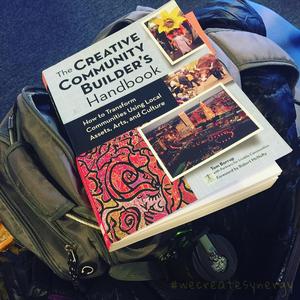 The
CREATIVE
COMMUNITY
BUILDER'S
Handbook
How to Transform
Communities Using Local
Assets, Arts, and Culture
Tom Borrup
Foreword by Robert McNulty
#wecreatesynergy